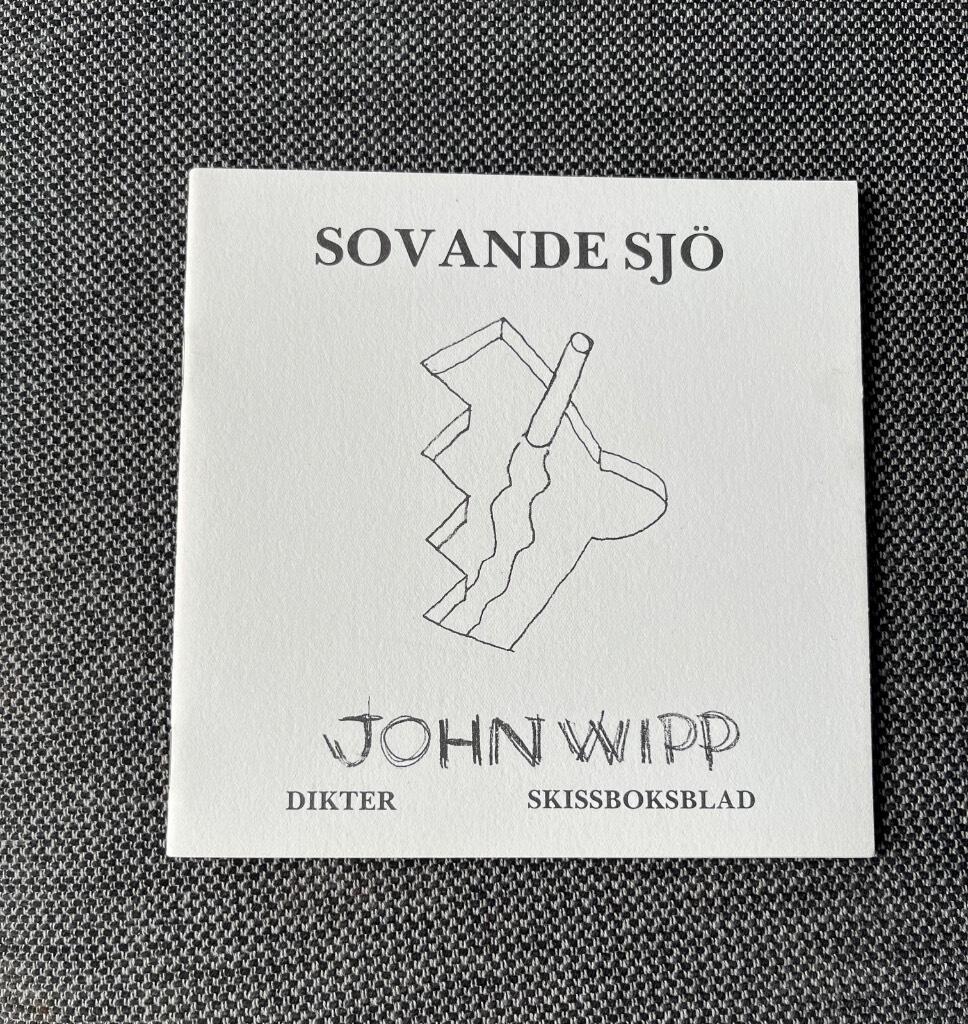 SOVANDE SJÖ
JOHN WIPP
DIKTER SKISSBOKSBLAD